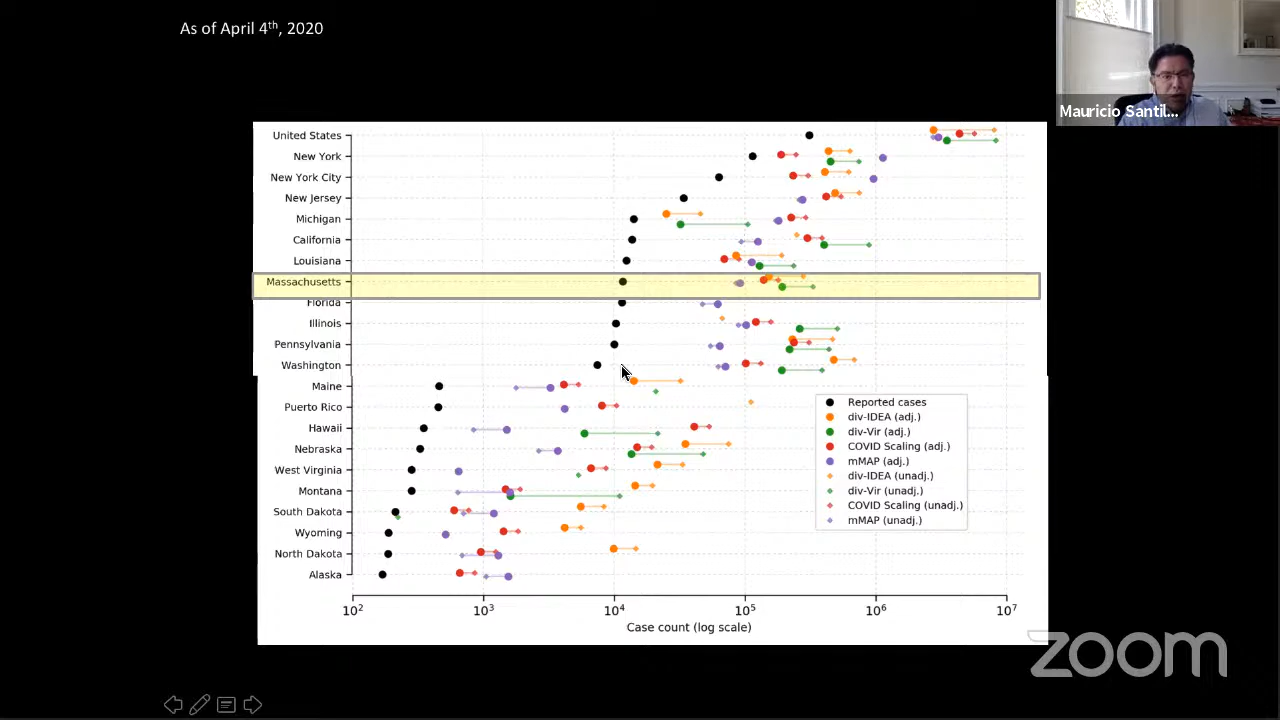 As of April 4th, 2020
Mauricio Santil...
United States
New York
New York City
New Jersey
Michigan
California
Louisiana
Massachusetts
Florida
Illinois
Pennsylvania
Washington
Maine
Puerto Rico
Hawaii
Nebraska
West Virginia
Montana
South Dakota
Wyoming
North Dakota
Alaska
Reported cases
div-IDEA (adj.)
div-Vir (adj.)
COVID Scaling (adj.)
mMAP (adj.)
div-IDEA (unadj.)
div-Vir (unadj.)
COVID Scaling (unadj.)
mMAP (unadj.)
10² 10³ 10⁴ 10⁵ 10⁶ 10⁷
Case count (log scale)
zoom